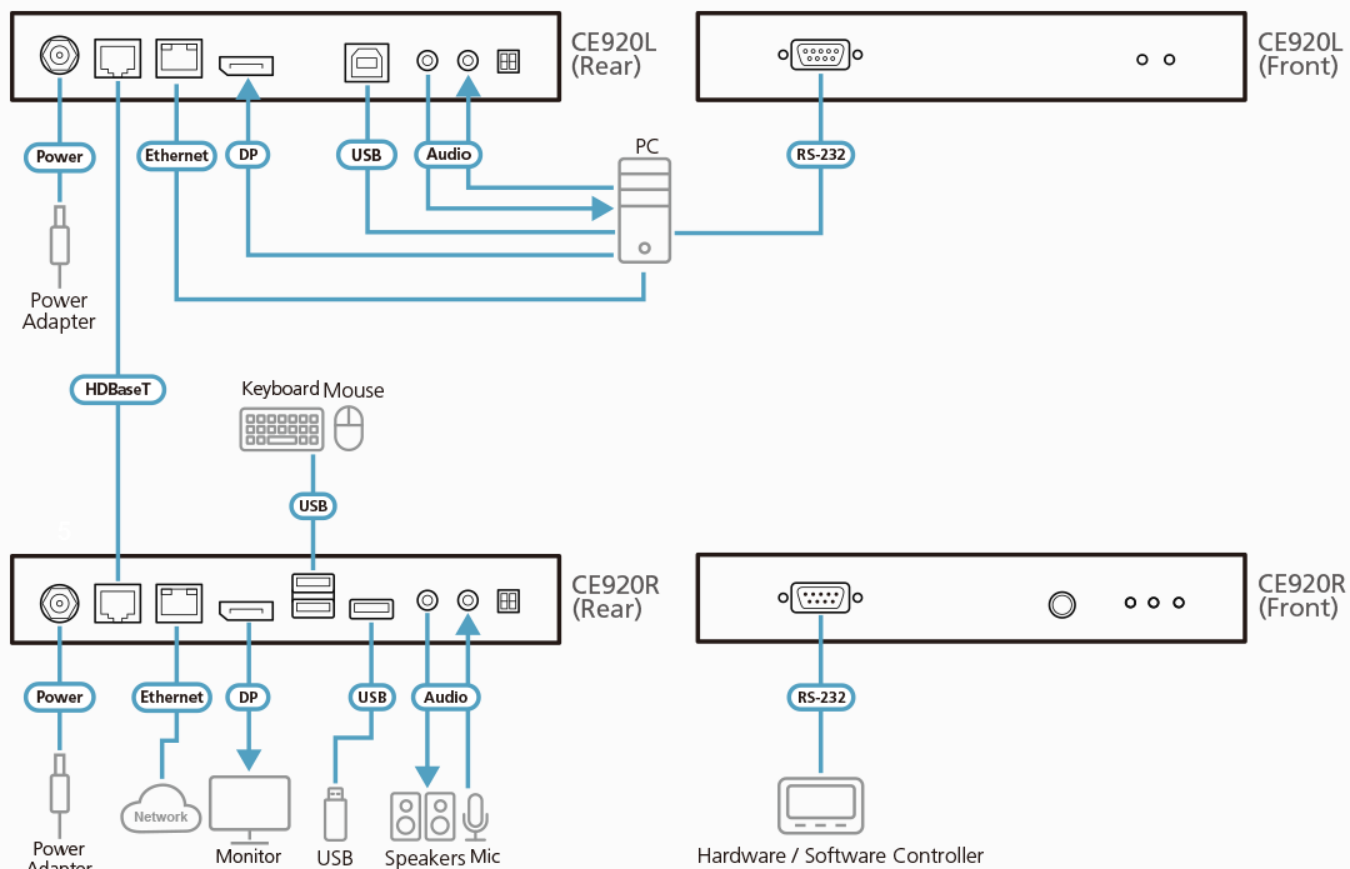 CE920L
(Rear)
CE920L
(Front)
Power
Ethernet
DP
USB
Audio
PC
RS-232
Power
Adapter
HDBaseT
Keyboard Mouse
USB
5
CE920R
(Rear)
CE920R
(Front)
Power
Ethernet
DP
USB
Audio
RS-232
Network
Power
Adapter
Monitor
USB
Speakers Mic
Hardware / Software Controller